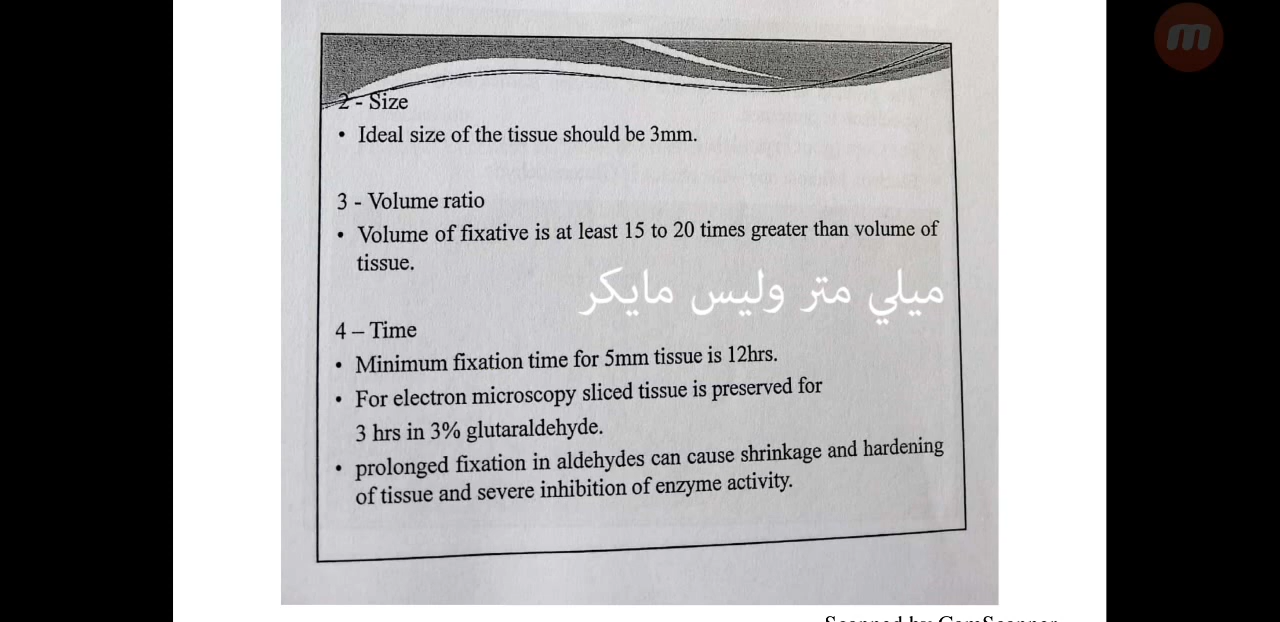 2 - Size
• Ideal size of the tissue should be 3mm.
3 - Volume ratio
• Volume of fixative is at least 15 to 20 times greater than volume of
tissue.
ميلي متر وليس مايكر
4 – Time
• Minimum fixation time for 5mm tissue is 12hrs.
• For electron microscopy sliced tissue is preserved for
3 hrs in 3% glutaraldehyde.
• prolonged fixation in aldehydes can cause shrinkage and hardening
of tissue and severe inhibition of enzyme activity.
Scanned by CamScanner